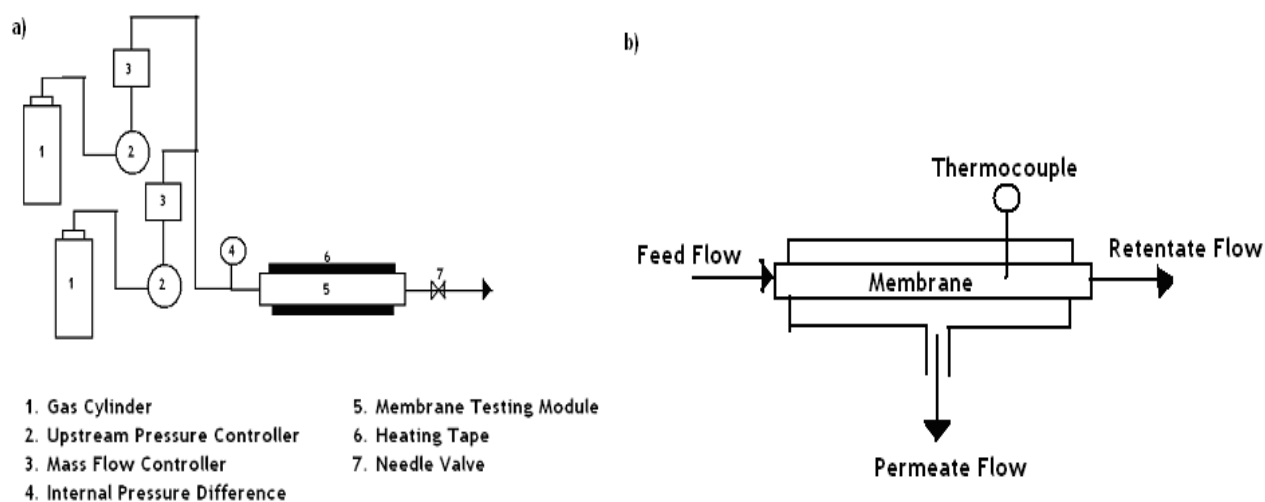 a)
3
1
2
3
1
2
4
6
5
7
1. Gas Cylinder
2. Upstream Pressure Controller
3. Mass Flow Controller
4. Internal Pressure Difference
5. Membrane Testing Module
6. Heating Tape
7. Needle Valve
b)
Thermocouple
Feed Flow
Retentate Flow
Membrane
Permeate Flow